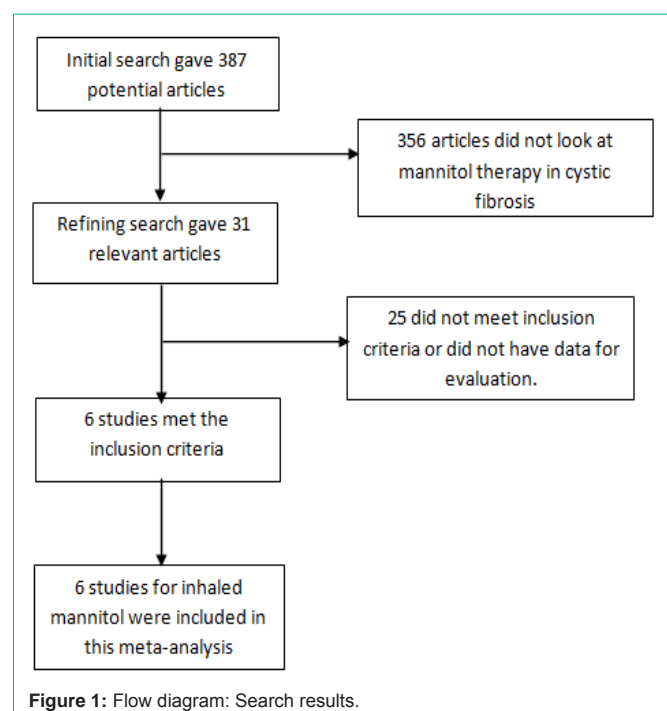 Initial search gave 387
potential articles
356 articles did not look at
mannitol therapy in cystic
fibrosis
Refining search gave 31
relevant articles
25 did not meet inclusion
criteria or did not have data for
evaluation.
6 studies met the
inclusion criteria
6 studies for inhaled
mannitol were included in
this meta-analysis
Figure 1: Flow diagram: Search results.